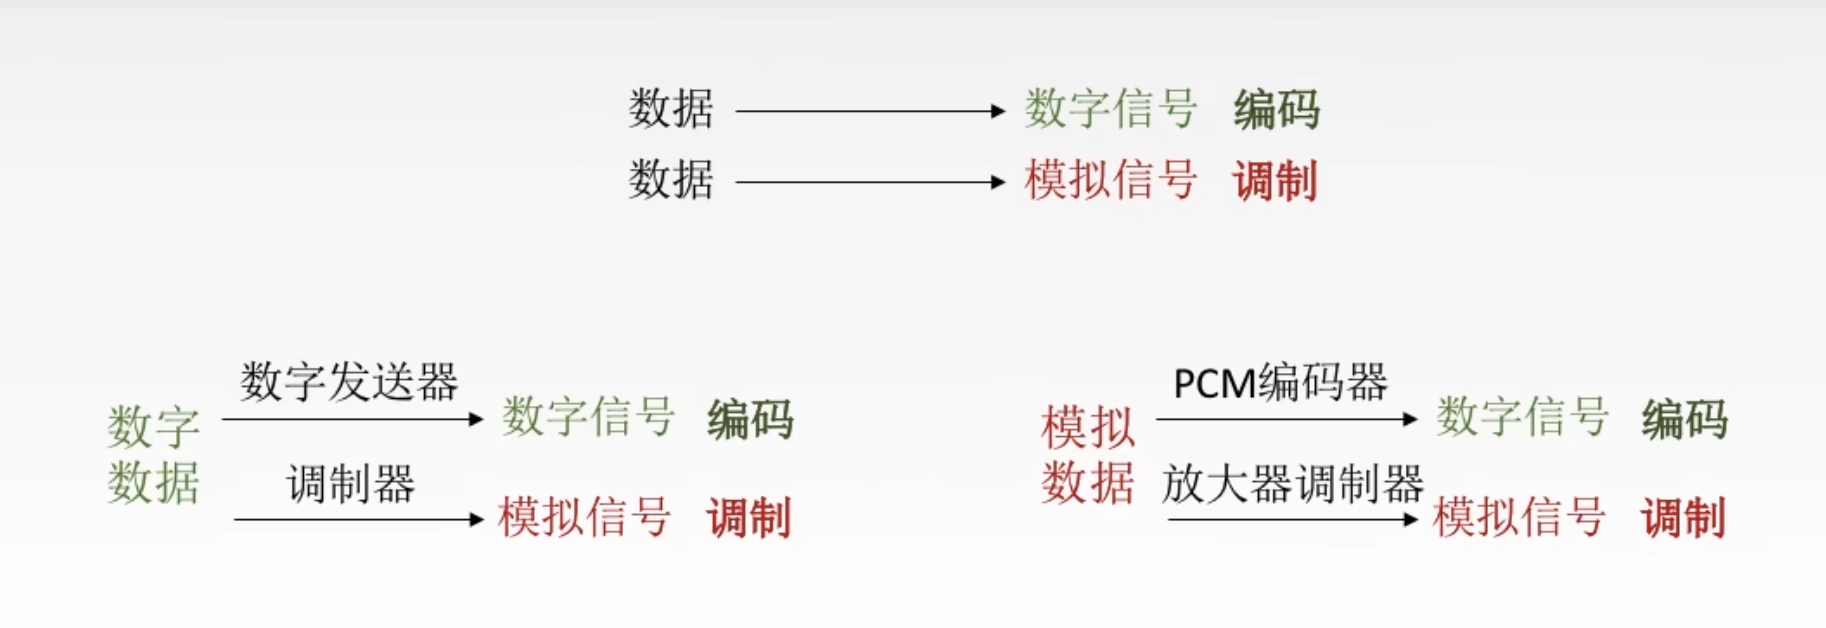 数据 数字信号 编码
数据 模拟信号 调制
数字发送器
数字
数据
数字信号 编码
调制器
模拟信号 调制
PCM编码器
模拟
数据
数字信号 编码
放大器调制器
模拟信号 调制